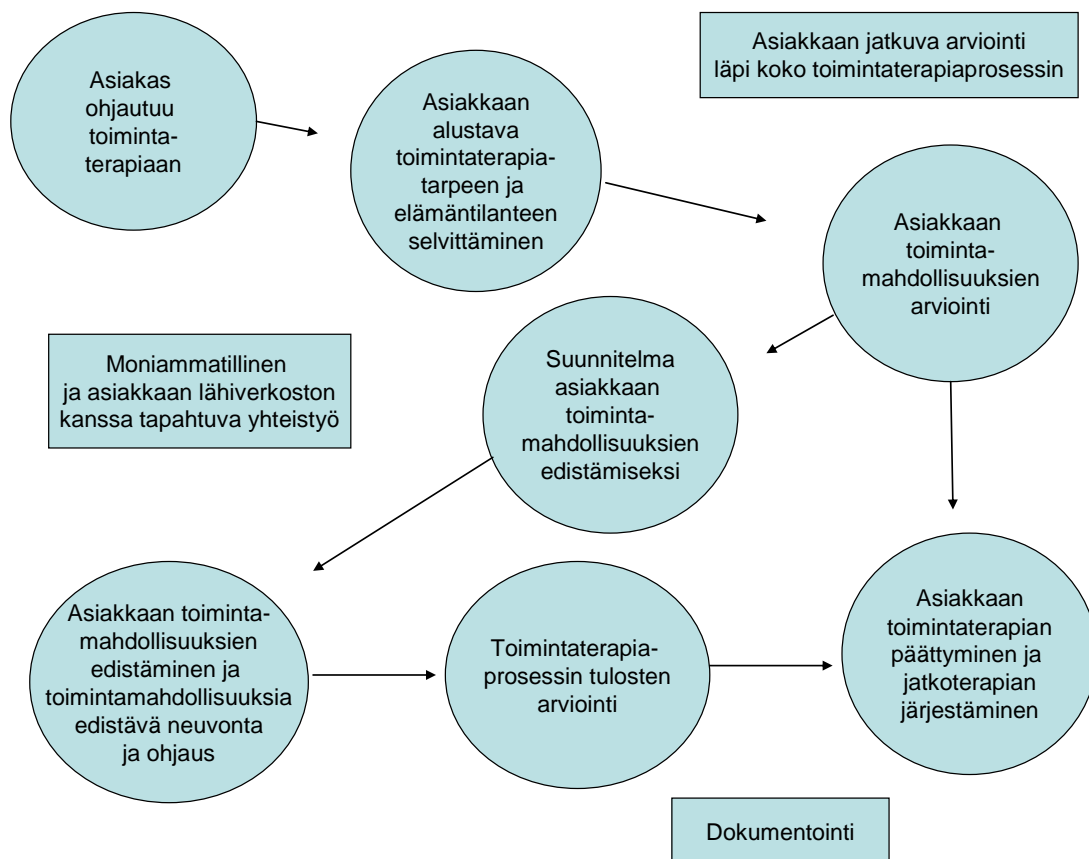 Asiakas
ohjautuu
toiminta-
terapiaan
Asiakkaan
alustava
toimintaterapia-
tarpeen ja
elämäntilanteen
selvittäminen
Asiakkaan jatkuva arviointi
läpi koko toimintaterapiaprosessin
Asiakkaan
toiminta-
mahdollisuuksien
arviointi
Moniammatillinen
ja asiakkaan lähiverkoston
kanssa tapahtuva yhteistyö
Suunnitelma
asiakkaan
toiminta-
mahdollisuuksien
edistämiseksi
Asiakkaan toiminta-
mahdollisuuksien
edistäminen ja
toimintamahdollisuuksia
edistävä neuvonta
ja ohjaus
Toimintaterapia-
prosessin tulosten
arviointi
Asiakkaan
toimintaterapian
päättyminen ja
jatkoterapian
järjestäminen
Dokumentointi